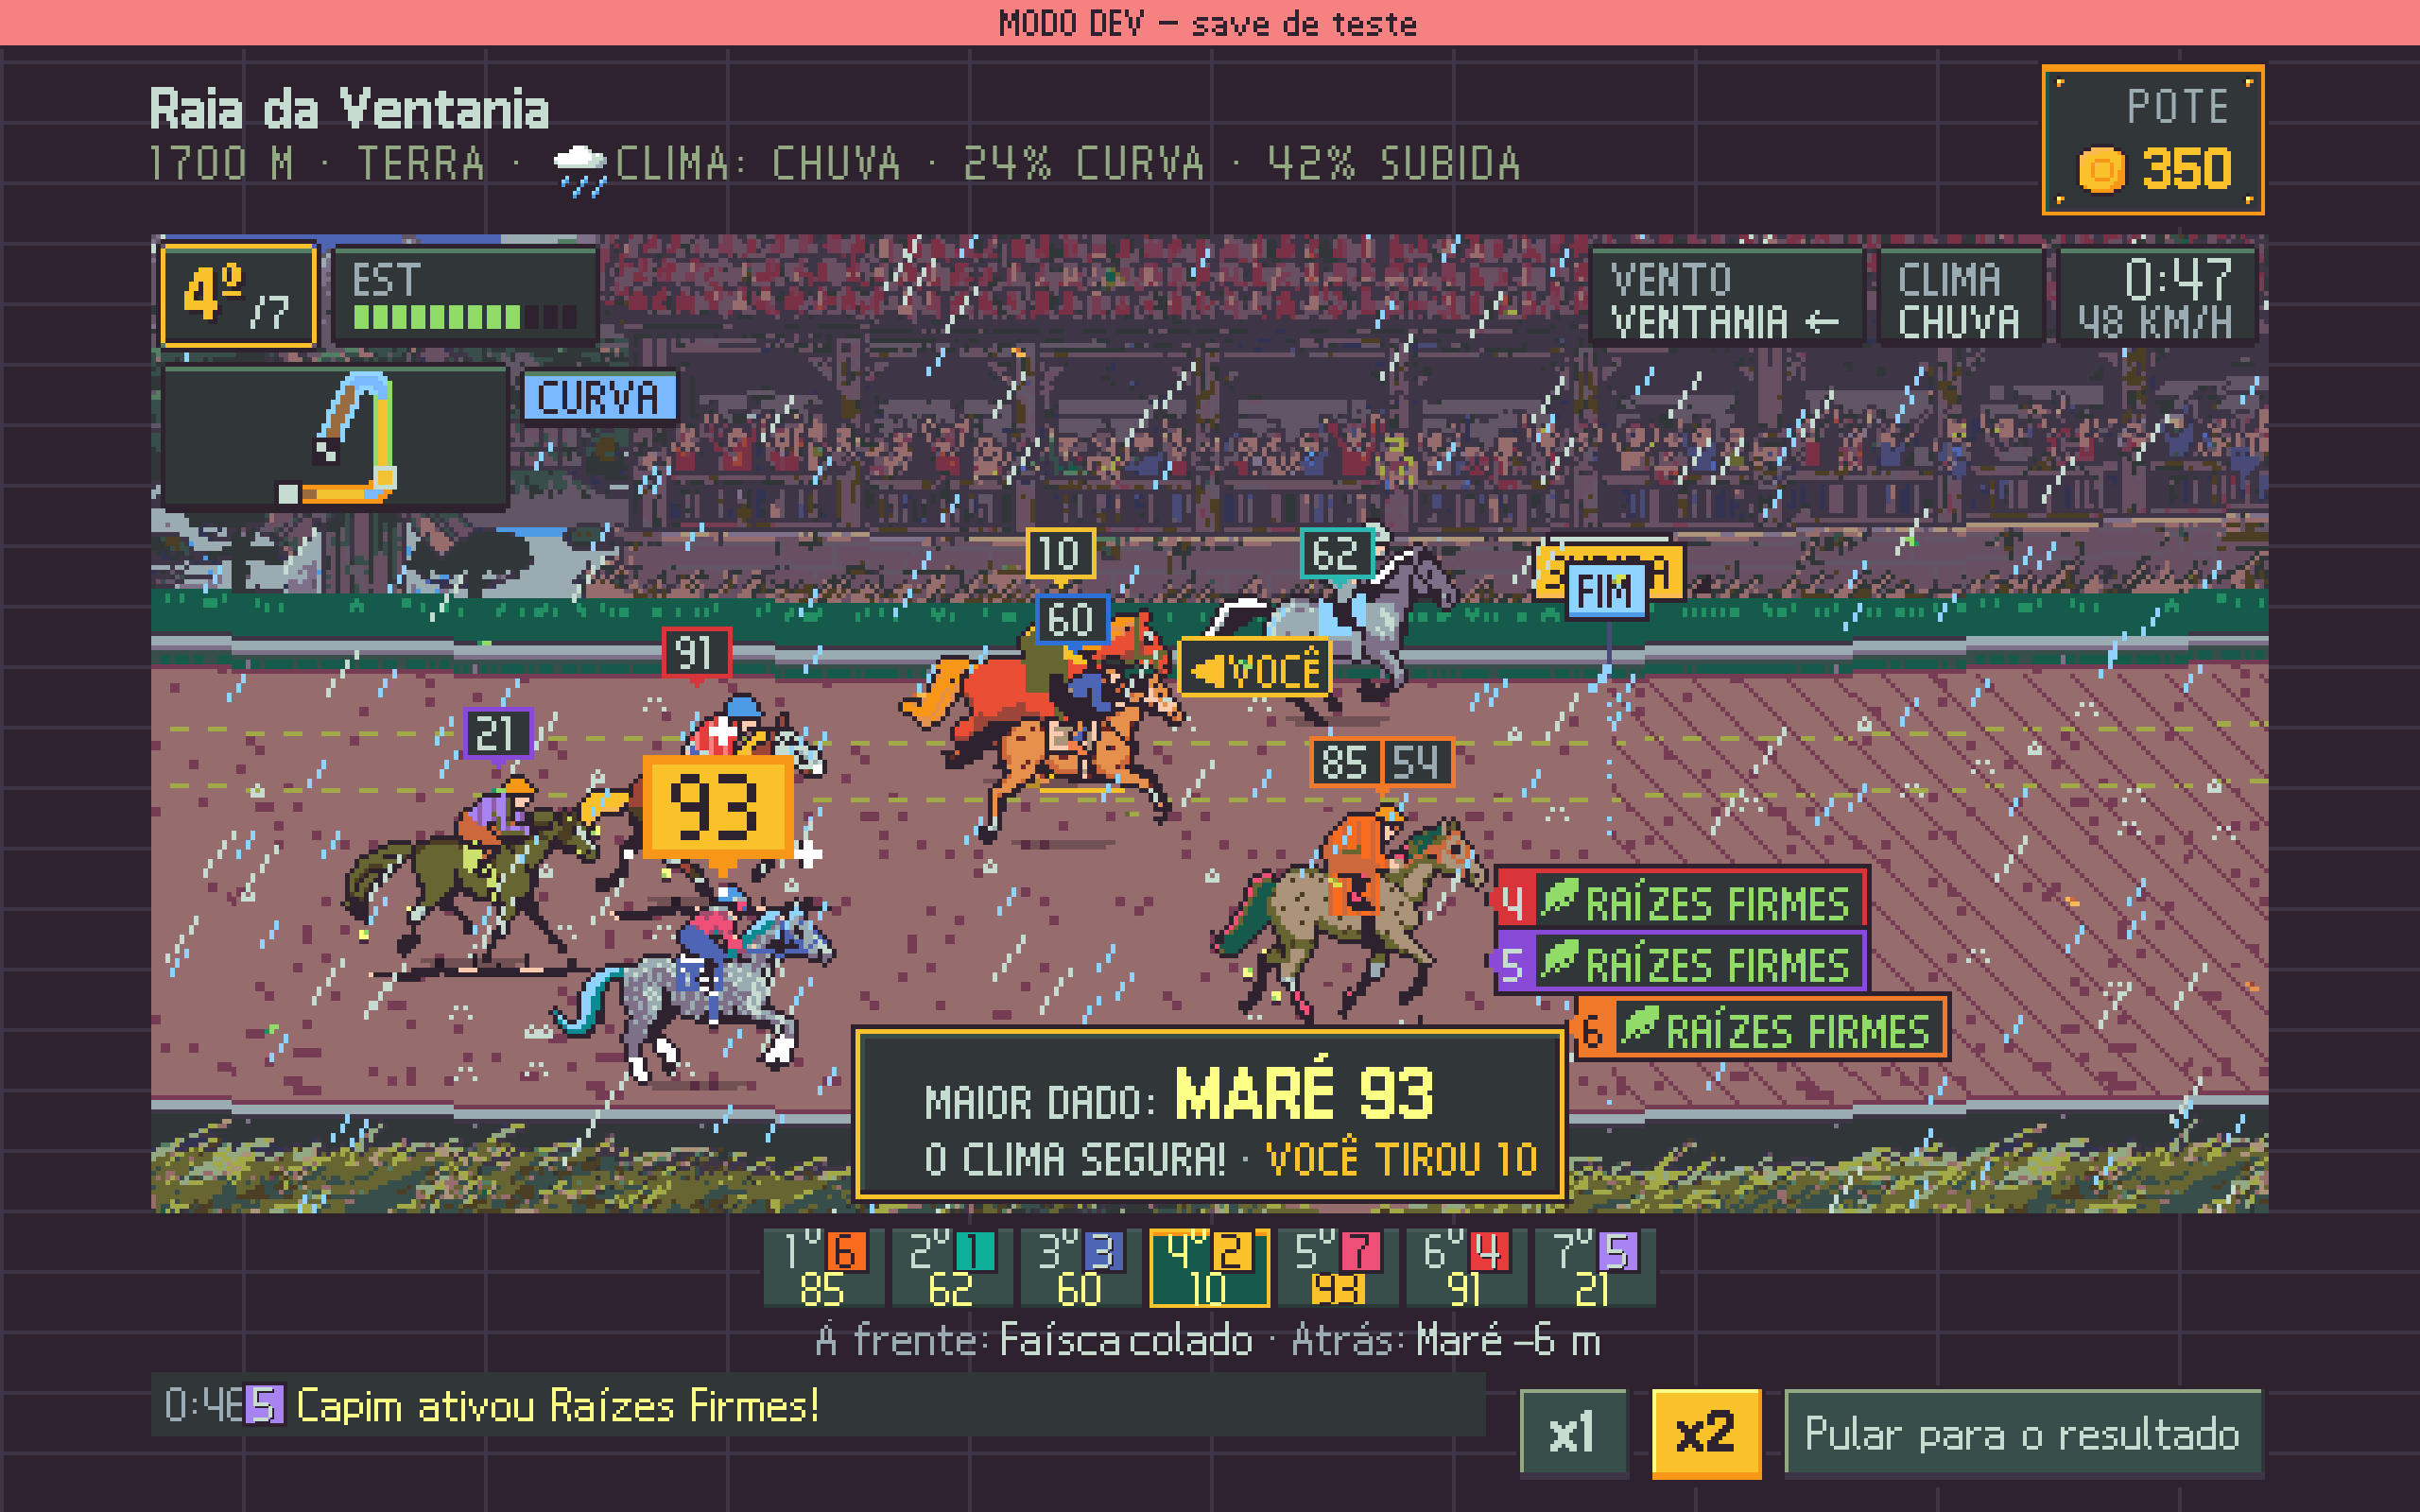 MODO DEV – save de teste
Raia da Ventania
1700 M · TERRA · CLIMA: CHUVA · 24% CURVA · 42% SUBIDA
POTE
350
4º/7
EST
VENTO
VENTANIA ←
CLIMA
CHUVA
0:47
48 KM/H
CURVA
10
62
FIM
60
91
VOCÊ
21
85 54
93
4 RAÍZES FIRMES
5 RAÍZES FIRMES
6 RAÍZES FIRMES
MAIOR DADO: MARÉ 93
O CLIMA SEGURA! · VOCÊ TIROU 10
1º 6 2º 1 3º 3 4º 2 5º 7 6º 4 7º 5
85 62 60 10 93 91 21
À frente: Faísca colado · Atrás: Maré –6 m
5 Capim ativou Raízes Firmes!
x1
x2
Pular para o resultado